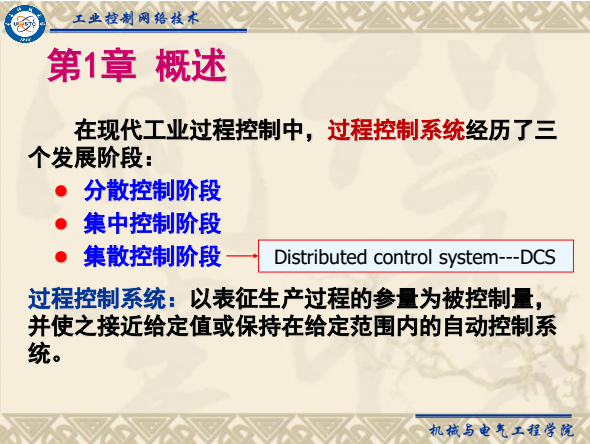 工业控制网络技术
第1章 概述
在现代工业过程控制中，过程控制系统经历了三
个发展阶段：
● 分散控制阶段
● 集中控制阶段
● 集散控制阶段
Distributed control system---DCS
过程控制系统：以表征生产过程的参量为被控制量，
并使之接近给定值或保持在给定范围内的自动控制系
统。
机械与电气工程学院